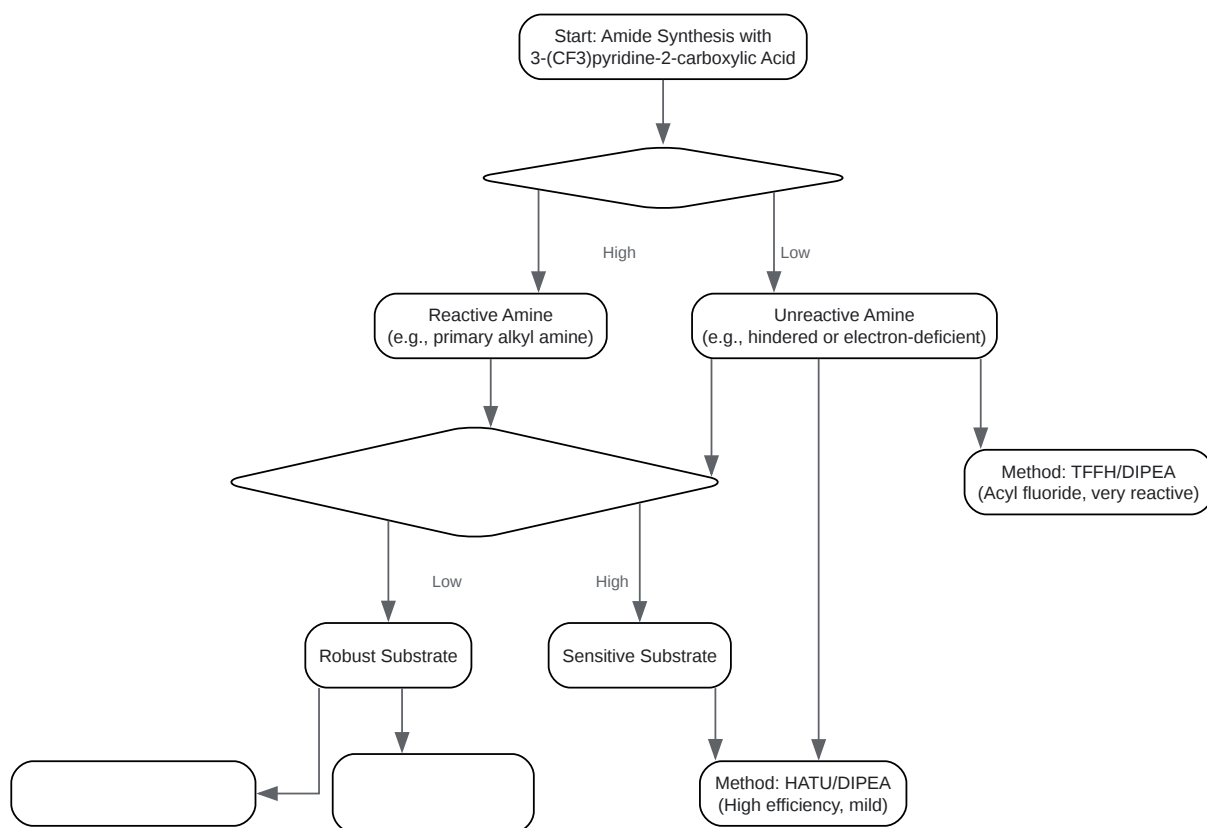 Start: Amide Synthesis with
3-(CF3)pyridine-2-carboxylic Acid
High
Low
Reactive Amine
(e.g., primary alkyl amine)
Unreactive Amine
(e.g., hindered or electron-deficient)
Method: TFFH/DIPEA
(Acyl fluoride, very reactive)
Low
High
Robust Substrate
Sensitive Substrate
Method: HATU/DIPEA
(High efficiency, mild)